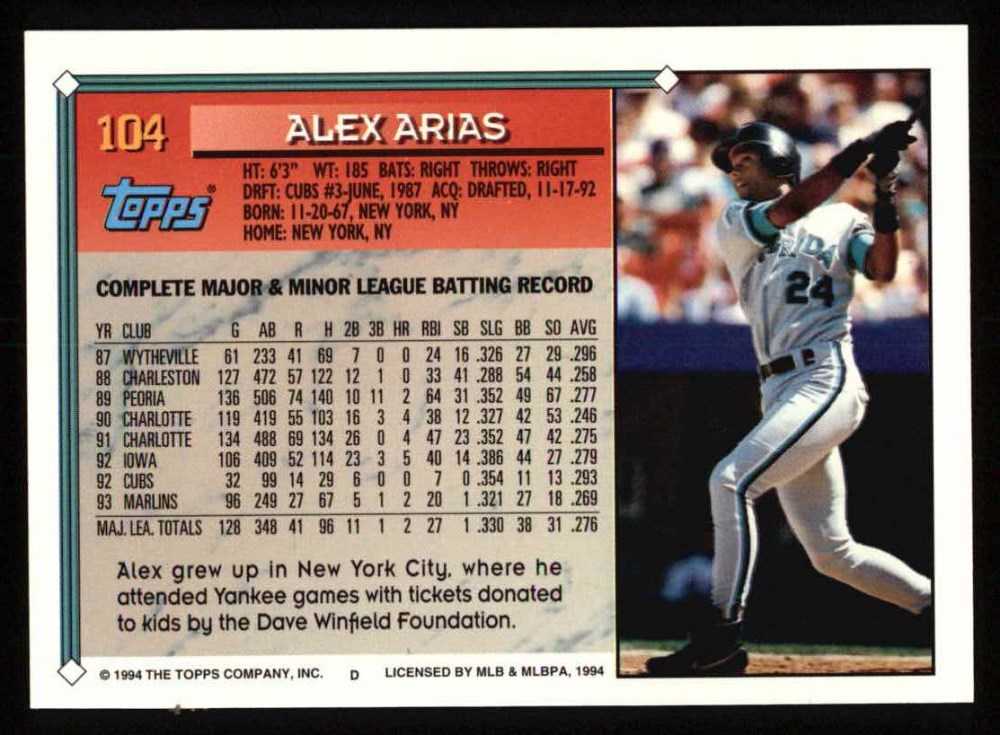 104
ALEX ARIAS
Topps®
HT: 6'3" WT: 185 BATS: RIGHT THROWS: RIGHT
DRFT: CUBS #3-JUNE, 1987 ACQ: DRAFTED, 11-17-92
BORN: 11-20-67, NEW YORK, NY
HOME: NEW YORK, NY
COMPLETE MAJOR & MINOR LEAGUE BATTING RECORD
YR CLUB G AB R H 2B 3B HR RBI SB SLG BB SO AVG
87 WYTHEVILLE 61 233 41 69 7 0 0 24 16 .326 27 29 .296
88 CHARLESTON 127 472 57 122 12 1 0 33 41 .288 54 44 .258
89 PEORIA 136 506 74 140 10 11 2 64 31 .352 49 67 .277
90 CHARLOTTE 119 419 55 103 16 3 4 38 12 .327 42 53 .246
91 CHARLOTTE 134 488 69 134 26 0 4 47 23 .352 47 42 .275
92 IOWA 106 409 52 114 23 3 5 40 14 .386 44 27 .279
92 CUBS 32 99 14 29 6 0 0 7 0 .354 11 13 .293
93 MARLINS 96 249 27 67 5 1 2 20 1 .321 27 18 .269
MAJ. LEA. TOTALS 128 348 41 96 11 1 2 27 1 .330 38 31 .276
Alex grew up in New York City, where he
attended Yankee games with tickets donated
to kids by the Dave Winfield Foundation.
© 1994 THE TOPPS COMPANY, INC. D LICENSED BY MLB & MLBPA, 1994
24